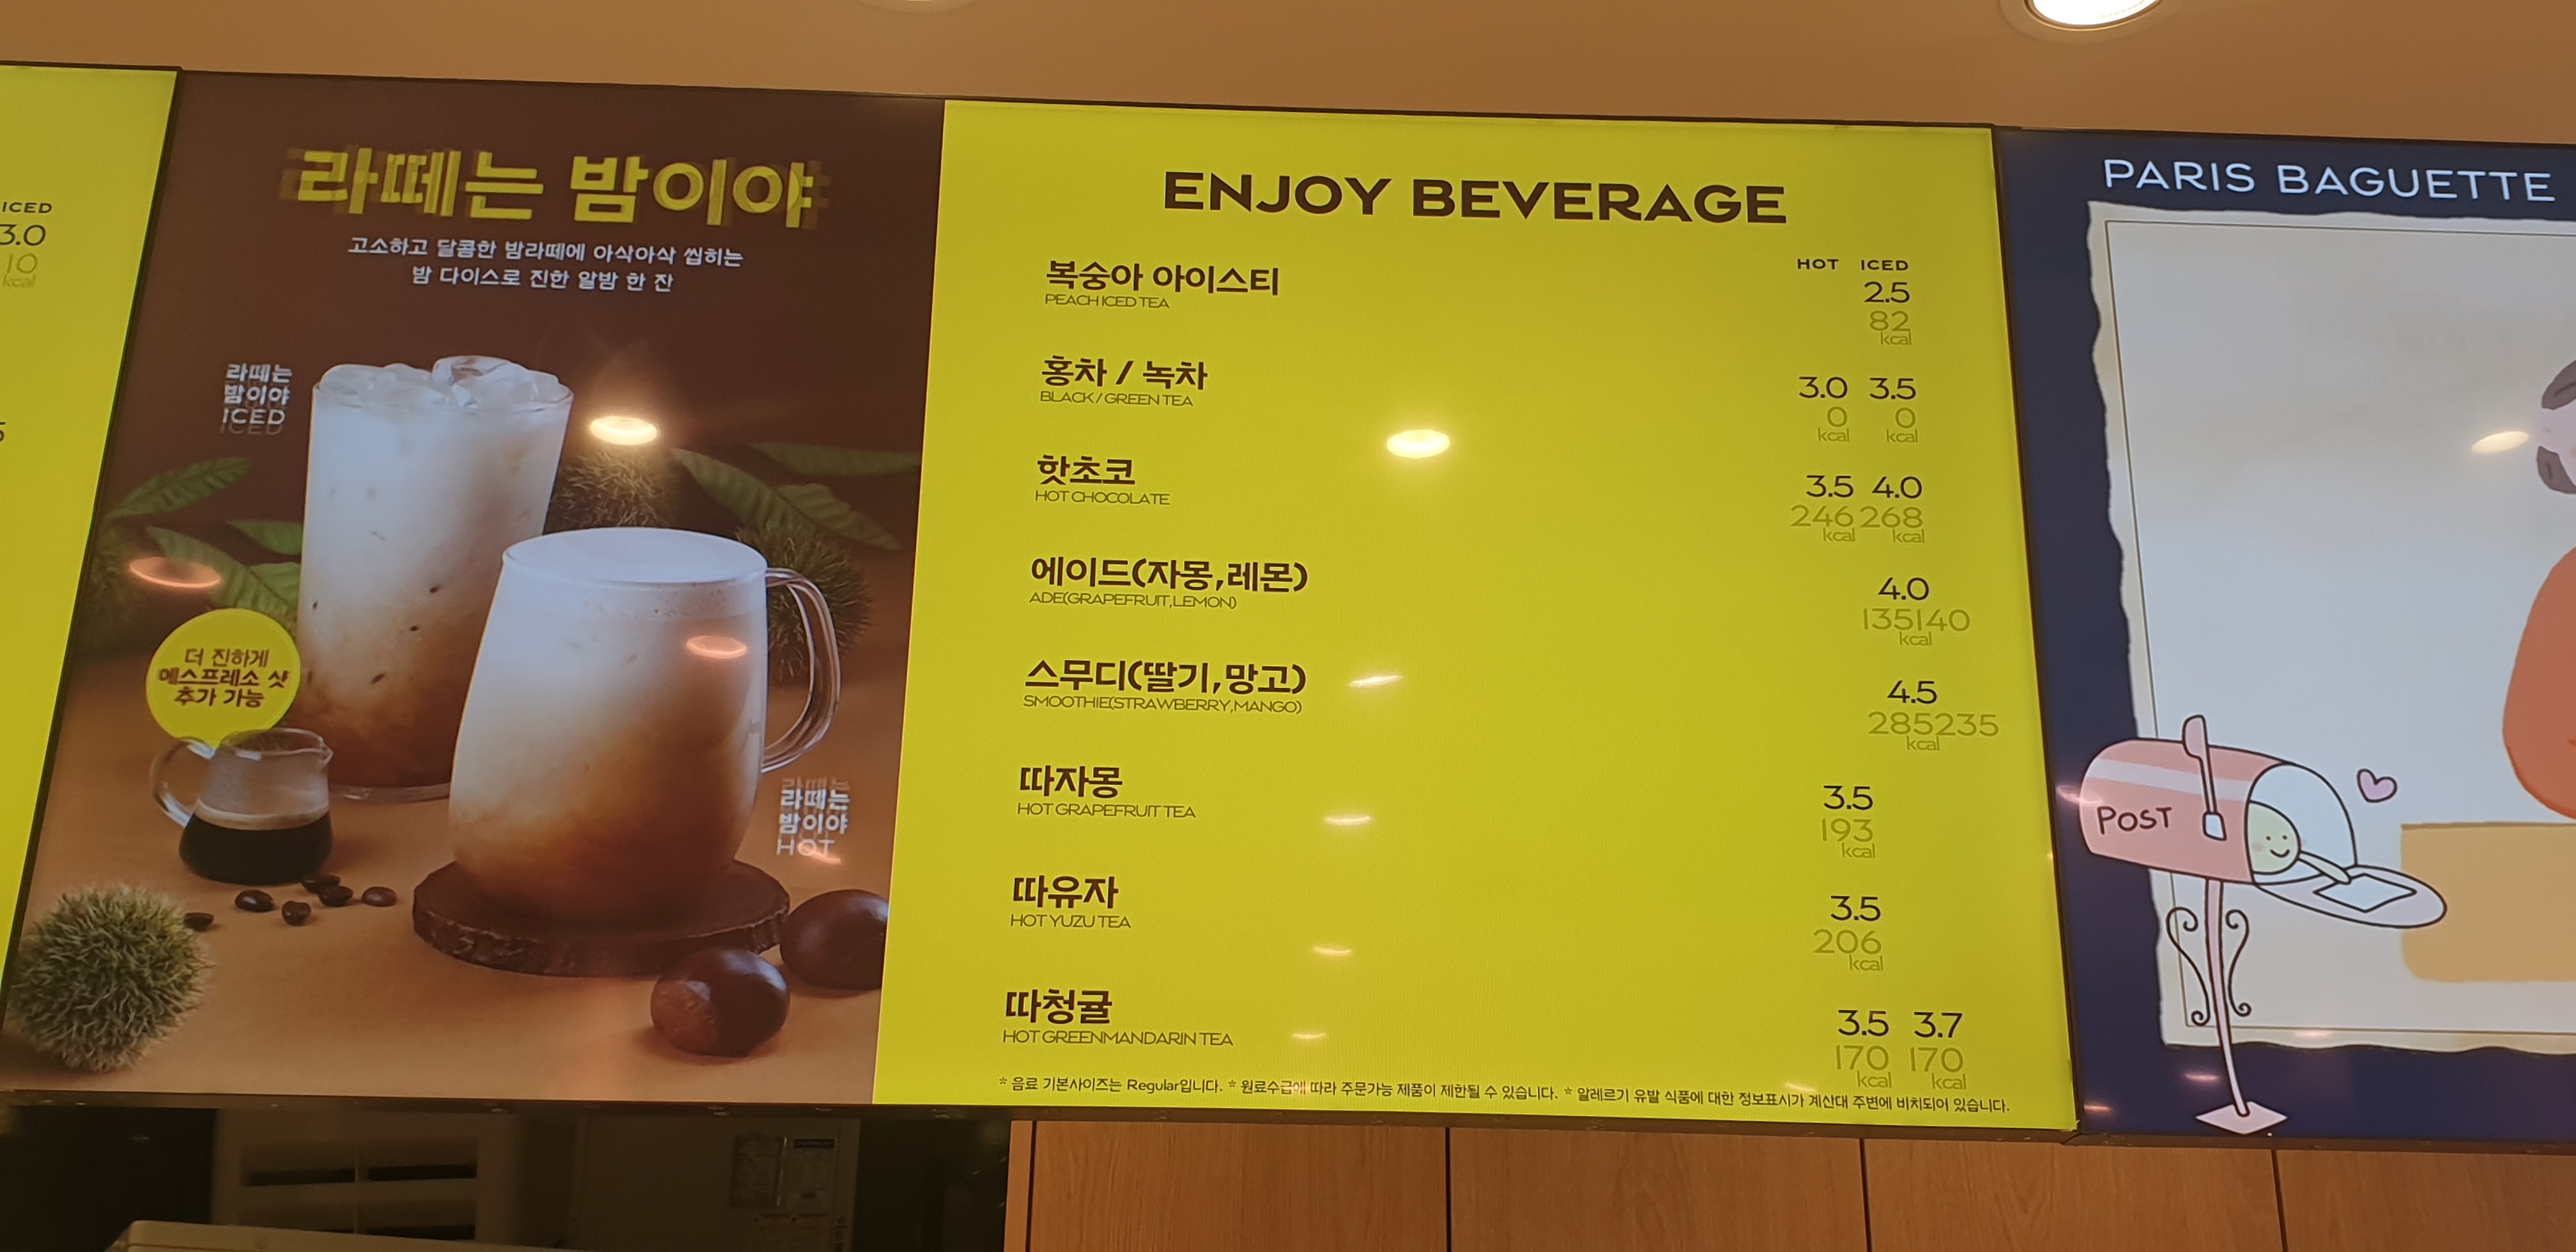 ICED
3.0
10
kcal
라떼는 밤이야
고소하고 달콤한 밤라떼에 아삭아삭 씹히는
밤 다이스로 진한 알밤 한 잔
라떼는
밤이야
ICED
더 진하게
에스프레소 샷
추가 가능
라떼는
밤이야
HOT
ENJOY BEVERAGE
HOT ICED
복숭아 아이스티 2.5
PEACH ICED TEA 82
kcal
홍차 / 녹차 3.0 3.5
BLACK / GREEN TEA 0 0
kcal kcal
핫초코 3.5 4.0
HOT CHOCOLATE 246 268
kcal kcal
에이드(자몽,레몬) 4.0
ADE(GRAPEFRUIT,LEMON) 135140
kcal
스무디(딸기,망고) 4.5
SMOOTHIE(STRAWBERRY,MANGO) 285235
kcal
따자몽 3.5
HOT GRAPEFRUIT TEA 193
kcal
따유자 3.5
HOT YUZU TEA 206
kcal
따청귤 3.5 3.7
HOT GREENMANDARIN TEA 170 170
kcal kcal
* 음료 기본사이즈는 Regular입니다. * 원료수급에 따라 주문가능 제품이 제한될 수 있습니다. * 알레르기 유발 식품에 대한 정보표시가 계산대 주변에 비치되어 있습니다.
PARIS BAGUETTE
POST